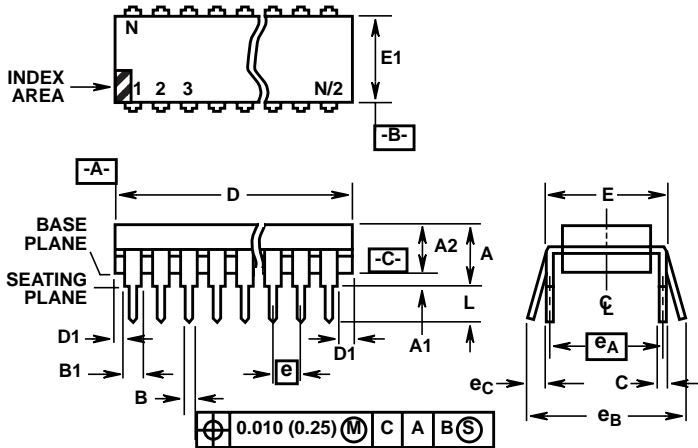 N
E1
INDEX
AREA
1 2 3 N/2
-B-
-A-
D
E
BASE
PLANE
A2
A
-C-
SEATING
PLANE
L
℄
D1
D1
A1
eA
B1
e
eC
C
B
eB
⌖ 0.010 (0.25) Ⓜ C A B Ⓢ